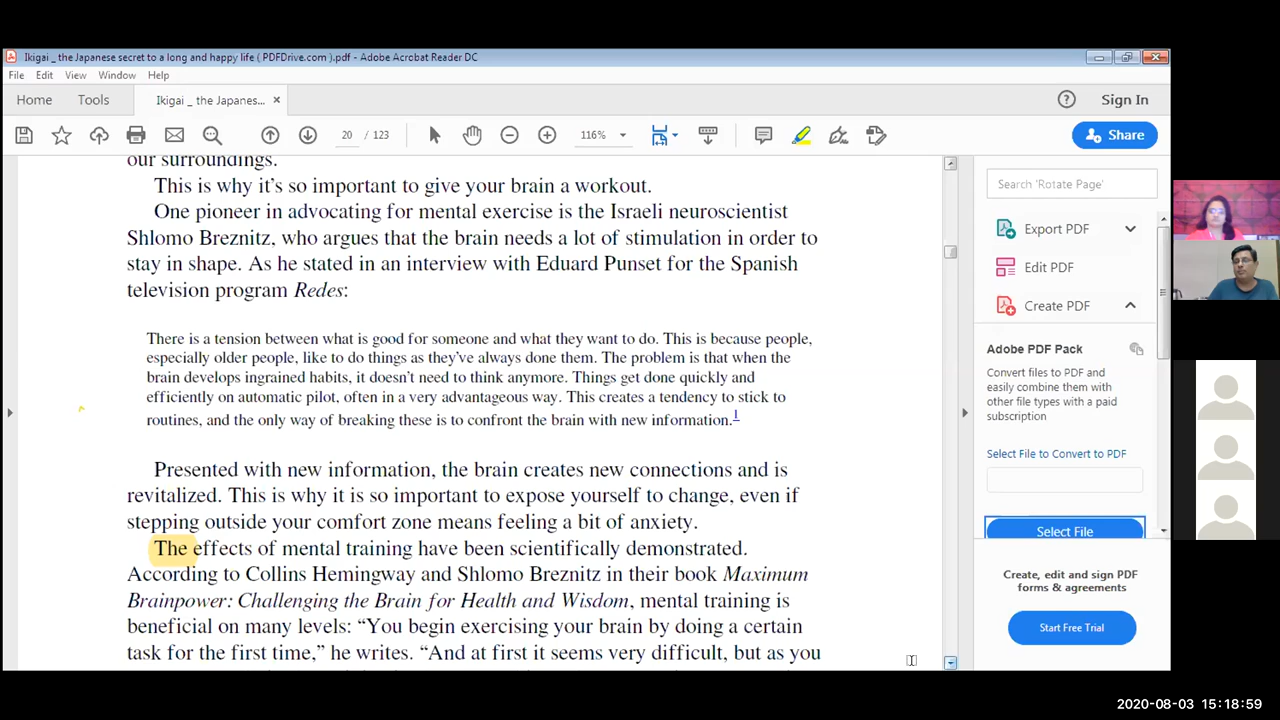 Ikigai _ the Japanese secret to a long and happy life ( PDFDrive.com ).pdf - Adobe Acrobat Reader DC
File Edit View Window Help
Home Tools Ikigai _ the Japanes... × Sign In
20 / 123 116% Share
our surroundings.
This is why it's so important to give your brain a workout.
One pioneer in advocating for mental exercise is the Israeli neuroscientist
Shlomo Breznitz, who argues that the brain needs a lot of stimulation in order to
stay in shape. As he stated in an interview with Eduard Punset for the Spanish
television program Redes:
There is a tension between what is good for someone and what they want to do. This is because people,
especially older people, like to do things as they've always done them. The problem is that when the
brain develops ingrained habits, it doesn't need to think anymore. Things get done quickly and
efficiently on automatic pilot, often in a very advantageous way. This creates a tendency to stick to
routines, and the only way of breaking these is to confront the brain with new information.1
Presented with new information, the brain creates new connections and is
revitalized. This is why it is so important to expose yourself to change, even if
stepping outside your comfort zone means feeling a bit of anxiety.
The effects of mental training have been scientifically demonstrated.
According to Collins Hemingway and Shlomo Breznitz in their book Maximum
Brainpower: Challenging the Brain for Health and Wisdom, mental training is
beneficial on many levels: “You begin exercising your brain by doing a certain
task for the first time,” he writes. “And at first it seems very difficult, but as you
Search 'Rotate Page'
Export PDF
Edit PDF
Create PDF
Adobe PDF Pack
Convert files to PDF and
easily combine them with
other file types with a paid
subscription
Select File to Convert to PDF
Select File
Create, edit and sign PDF
forms & agreements
Start Free Trial
2020-08-03 15:18:59